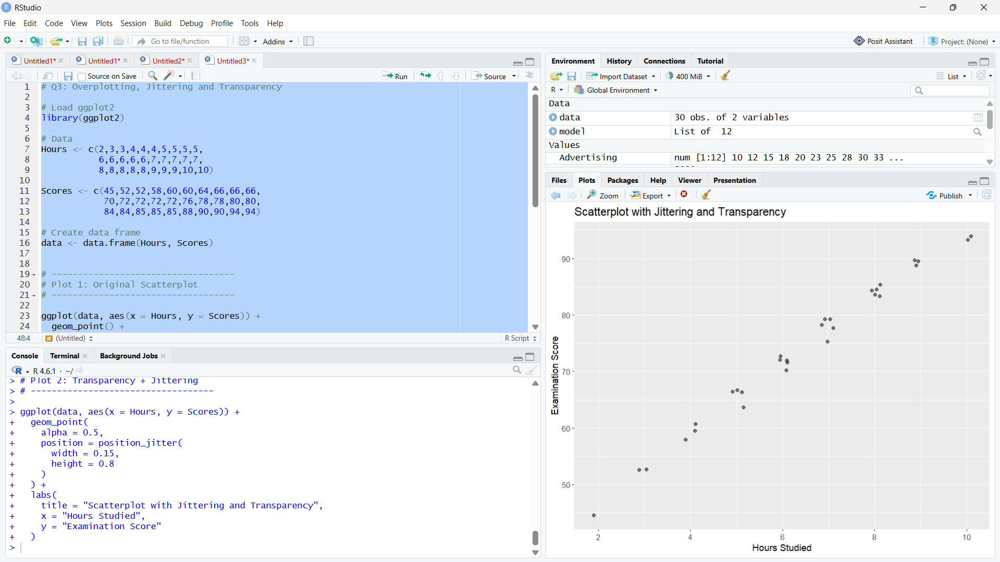 RStudio
File Edit Code View Plots Session Build Debug Profile Tools Help
Go to file/function Addins Posit Assistant Project: (None)
Untitled1* Untitled1* Untitled2* Untitled3*
Source on Save Run Source
1 # Q3: Overplotting, Jittering and Transparency
2
3 # Load ggplot2
4 library(ggplot2)
5
6 # Data
7 Hours <- c(2,3,3,4,4,4,5,5,5,5,
8 6,6,6,6,6,7,7,7,7,7,
9 8,8,8,8,8,9,9,9,10,10)
10
11 Scores <- c(45,52,52,58,60,60,64,66,66,66,
12 70,72,72,72,72,76,78,78,80,80,
13 84,84,85,85,85,88,90,90,94,94)
14
15 # Create data frame
16 data <- data.frame(Hours, Scores)
17
18
19 # -----------------------------------
20 # Plot 1: Original Scatterplot
21 # -----------------------------------
22
23 ggplot(data, aes(x = Hours, y = Scores)) +
24 geom_point() +
48:4 (Untitled) R Script
Console Terminal Background Jobs
R 4.6.1 · ~/
> # Plot 2: Transparency + Jittering
> # -----------------------------------
>
> ggplot(data, aes(x = Hours, y = Scores)) +
+ geom_point(
+ alpha = 0.5,
+ position = position_jitter(
+ width = 0.15,
+ height = 0.8
+ )
+ ) +
+ labs(
+ title = "Scatterplot with Jittering and Transparency",
+ x = "Hours Studied",
+ y = "Examination Score"
+ )
>
Environment History Connections Tutorial
Import Dataset 400 MiB List
R Global Environment
Data
data 30 obs. of 2 variables
model List of 12
Values
Advertising num [1:12] 10 12 15 18 20 23 25 28 30 33 ...
Files Plots Packages Help Viewer Presentation
Zoom Export Publish
Scatterplot with Jittering and Transparency
90
80
70
60
50
Examination Score
2 4 6 8 10
Hours Studied